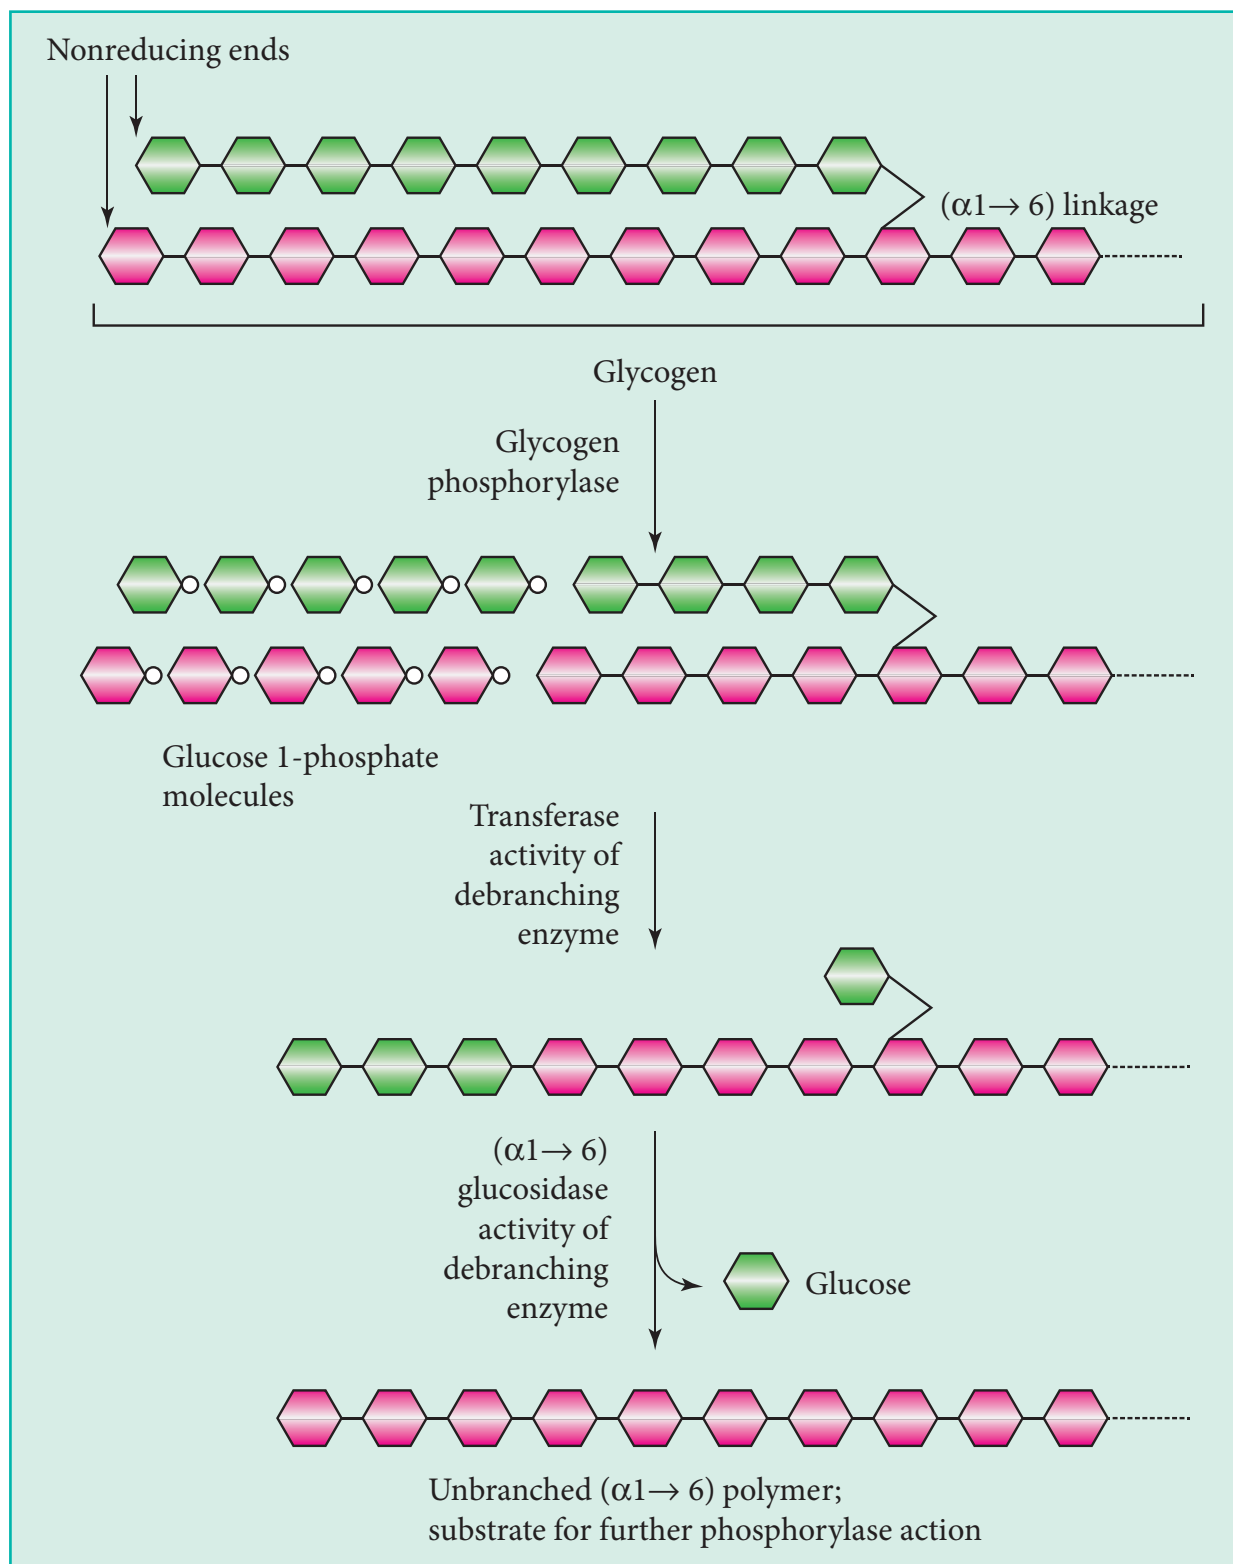 Nonreducing ends
(α1→ 6) linkage
Glycogen
Glycogen
phosphorylase
Glucose 1-phosphate
molecules
Transferase
activity of
debranching
enzyme
(α1→ 6)
glucosidase
activity of
debranching
enzyme
Glucose
Unbranched (α1→ 6) polymer;
substrate for further phosphorylase action